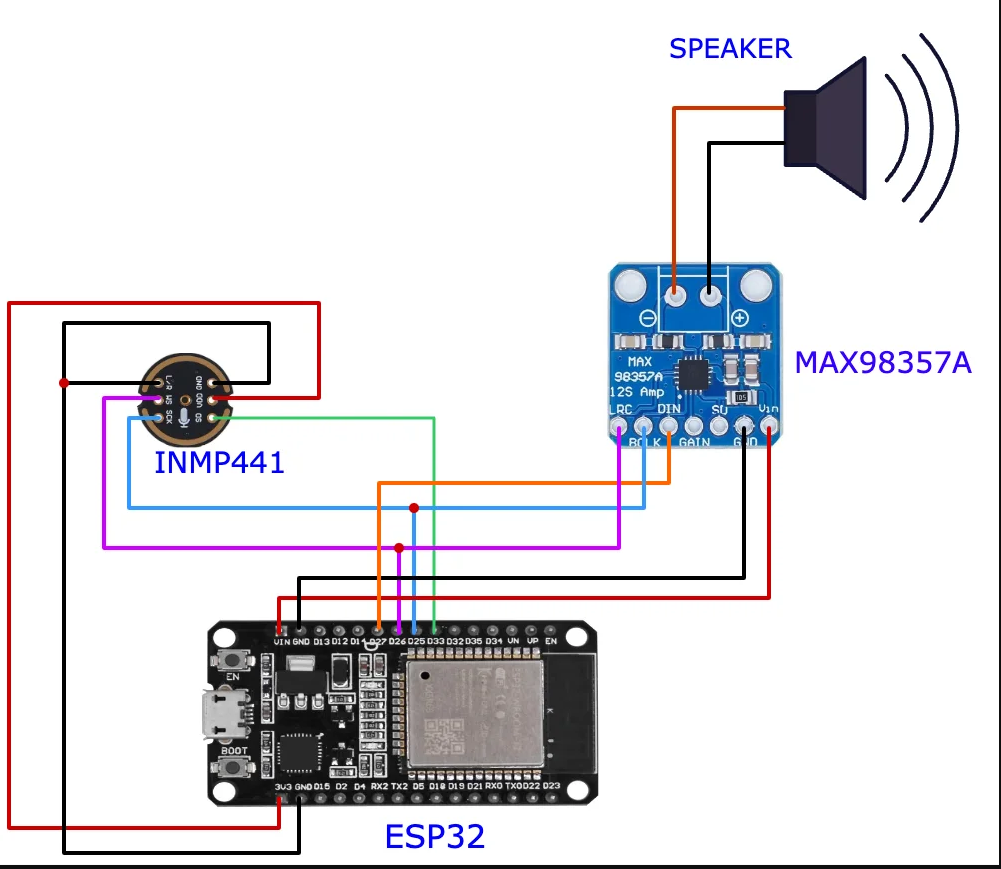 SPEAKER
− +
MAX
98357A
I2S Amp
MAX98357A
LRC DIN SD Vin
BCLK GAIN GND
L/R GND
WS VDD
SCK SD
INMP441
VIN GND D13 D12 D14 D27 D26 D25 D33 D32 D35 D34 VN VP EN
EN
BOOT
3V3 GND D15 D2 D4 RX2 TX2 D5 D18 D19 D21 RX0 TX0 D22 D23
ESP32